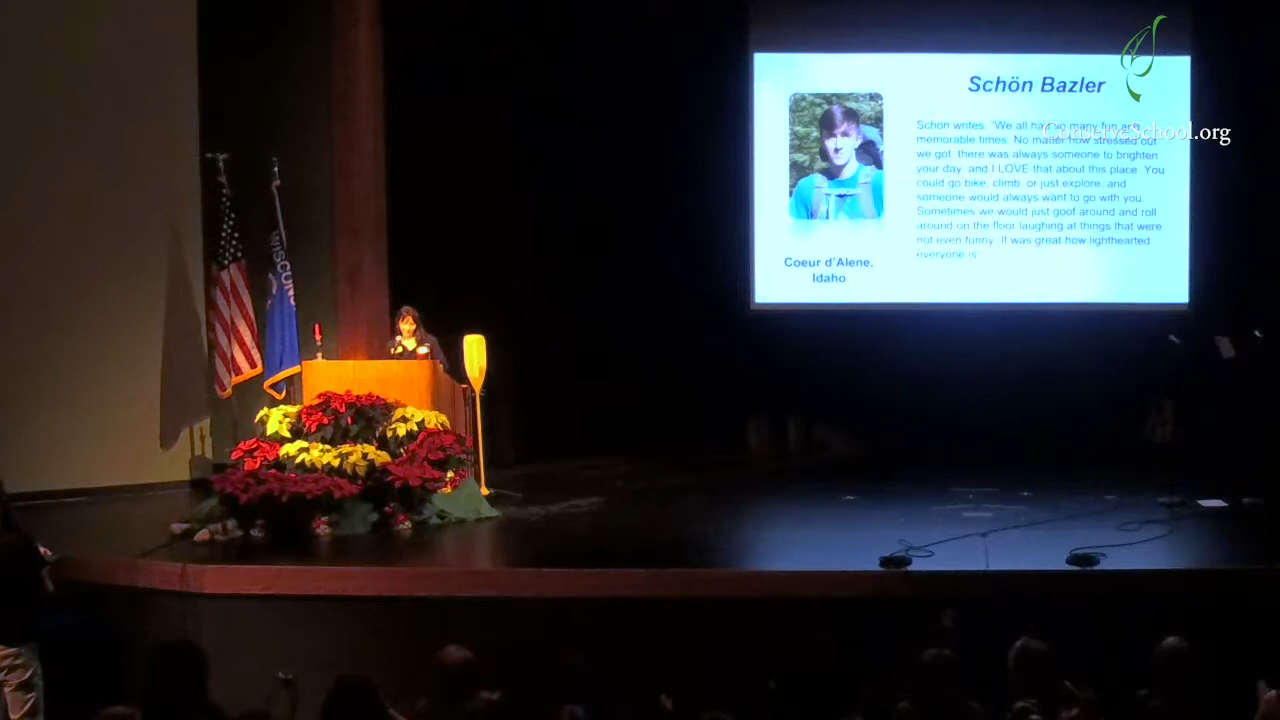 Schön Bazler
Schon writes, "We all had so many fun and
ConserveSchool.org
memorable times. No matter how stressed out
we got, there was always someone to brighten
your day, and I LOVE that about this place. You
could go bike, climb, or just explore, and
someone would always want to go with you.
Sometimes we would just goof around and roll
around on the floor laughing at things that were
not even funny. It was great how lighthearted
everyone is
Coeur d'Alene,
Idaho
WISCONS